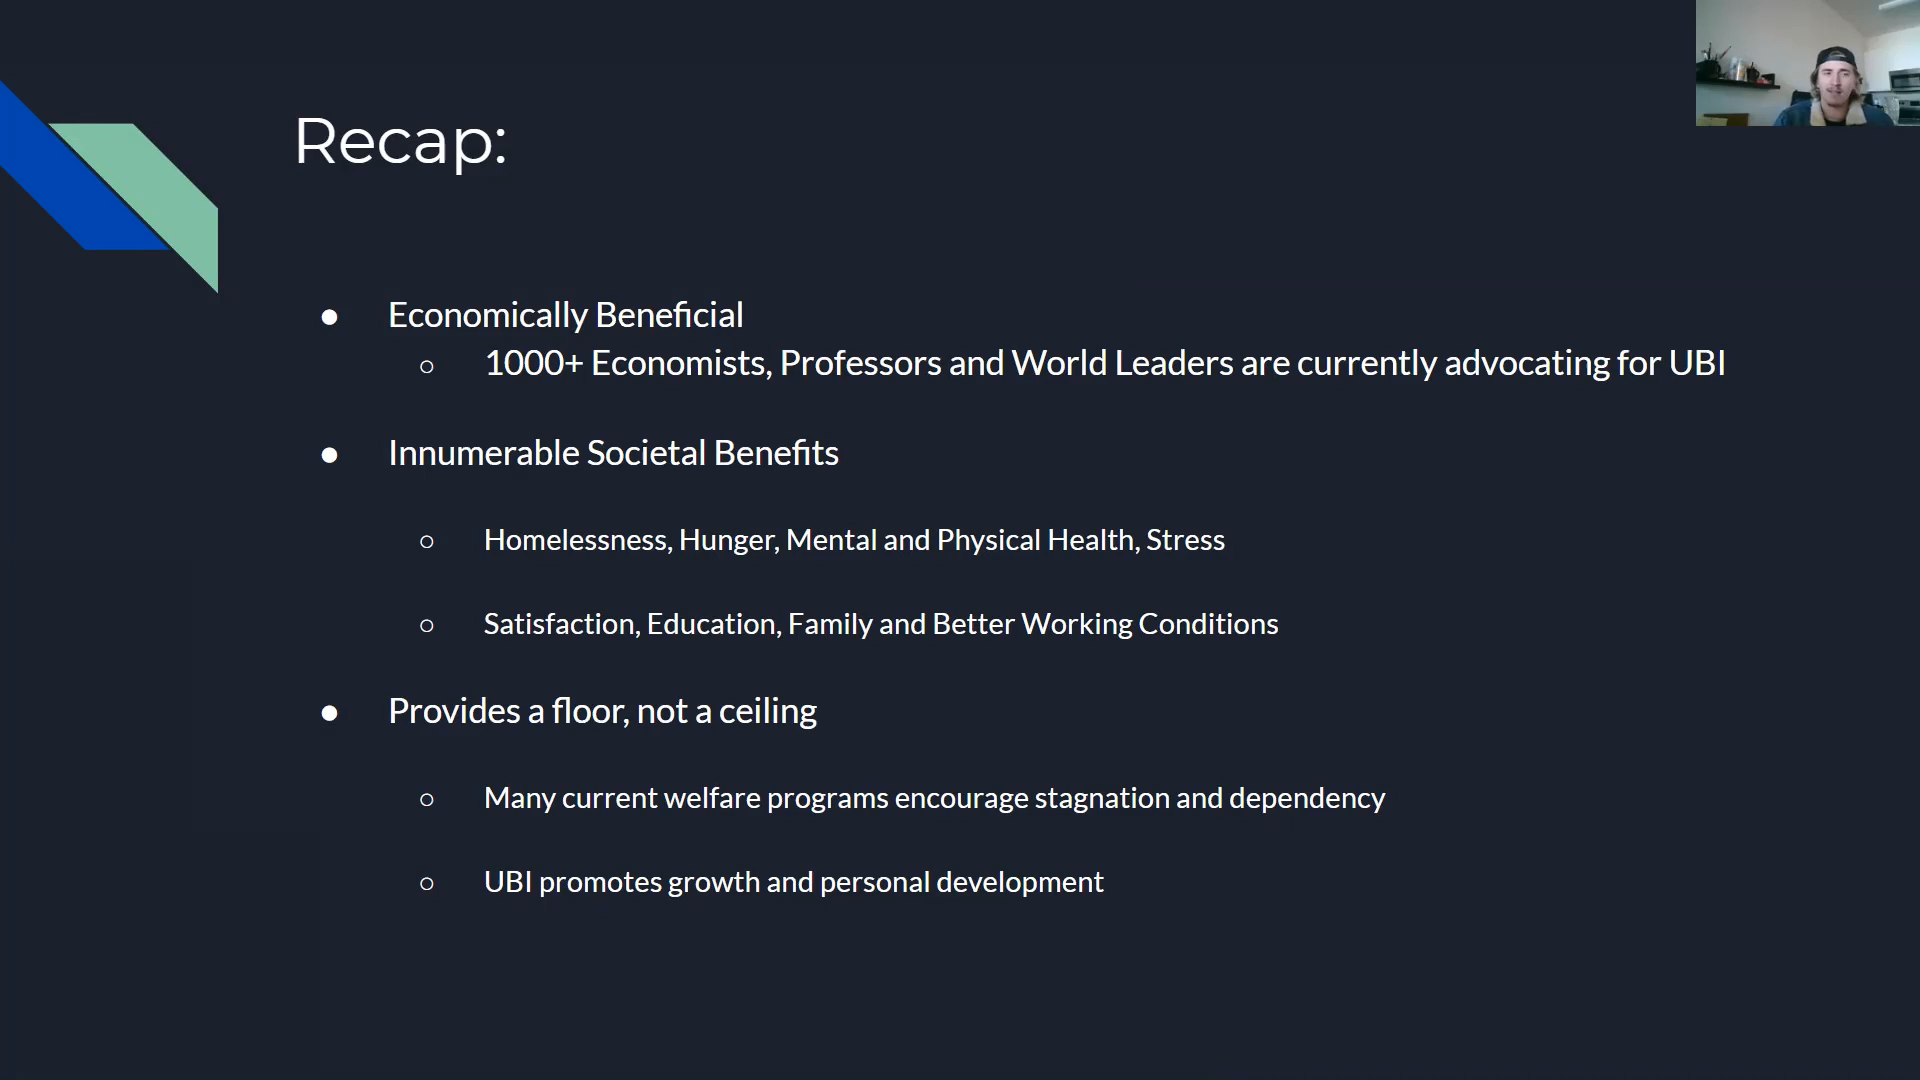 Recap:
● Economically Beneficial
○ 1000+ Economists, Professors and World Leaders are currently advocating for UBI
● Innumerable Societal Benefits
○ Homelessness, Hunger, Mental and Physical Health, Stress
○ Satisfaction, Education, Family and Better Working Conditions
● Provides a floor, not a ceiling
○ Many current welfare programs encourage stagnation and dependency
○ UBI promotes growth and personal development